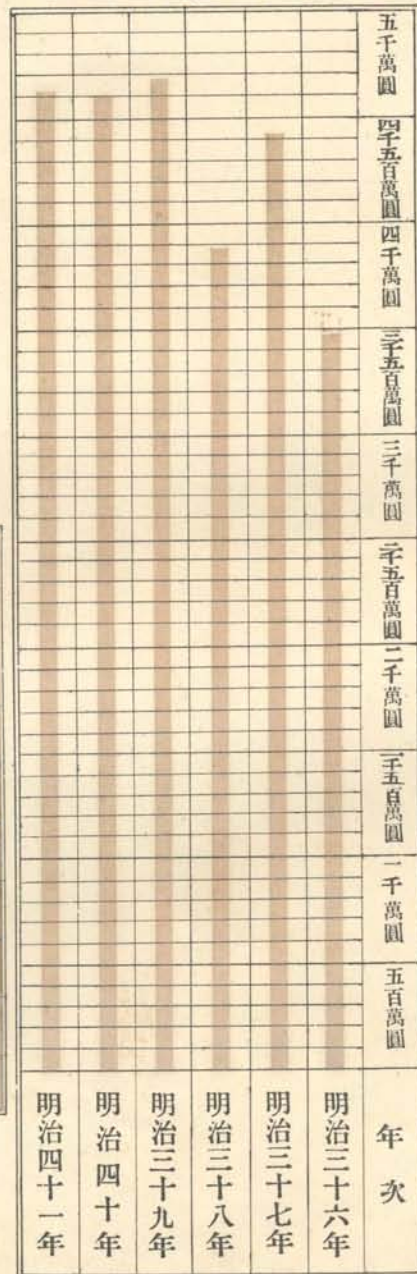 五千萬圓
四千五百萬圓
四千萬圓
三千五百萬圓
三千萬圓
二千五百萬圓
二千萬圓
一千五百萬圓
一千萬圓
五百萬圓
年次
明治三十六年
明治三十七年
明治三十八年
明治三十九年
明治四十年
明治四十一年